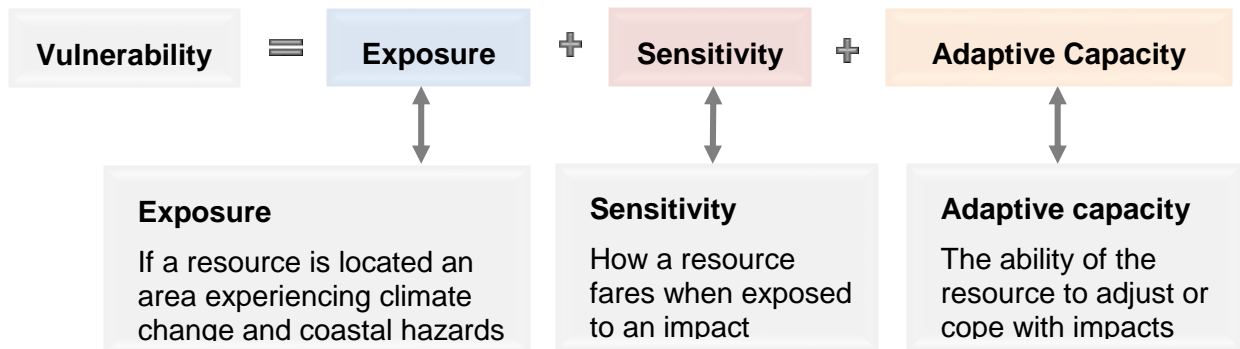 Vulnerability = Exposure + Sensitivity + Adaptive Capacity
Exposure
If a resource is located an
area experiencing climate
change and coastal hazards
Sensitivity
How a resource
fares when exposed
to an impact
Adaptive capacity
The ability of the
resource to adjust or
cope with impacts